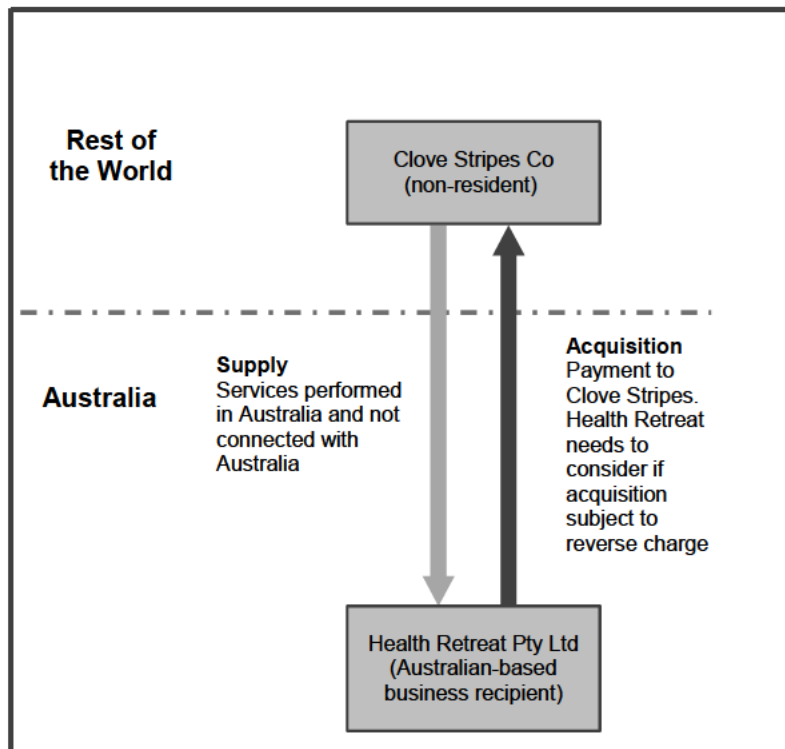 Rest of
the World
Clove Stripes Co
(non-resident)
Australia
Supply
Services performed
in Australia and not
connected with
Australia
Acquisition
Payment to
Clove Stripes.
Health Retreat
needs to
consider if
acquisition
subject to
reverse charge
Health Retreat Pty Ltd
(Australian-based
business recipient)